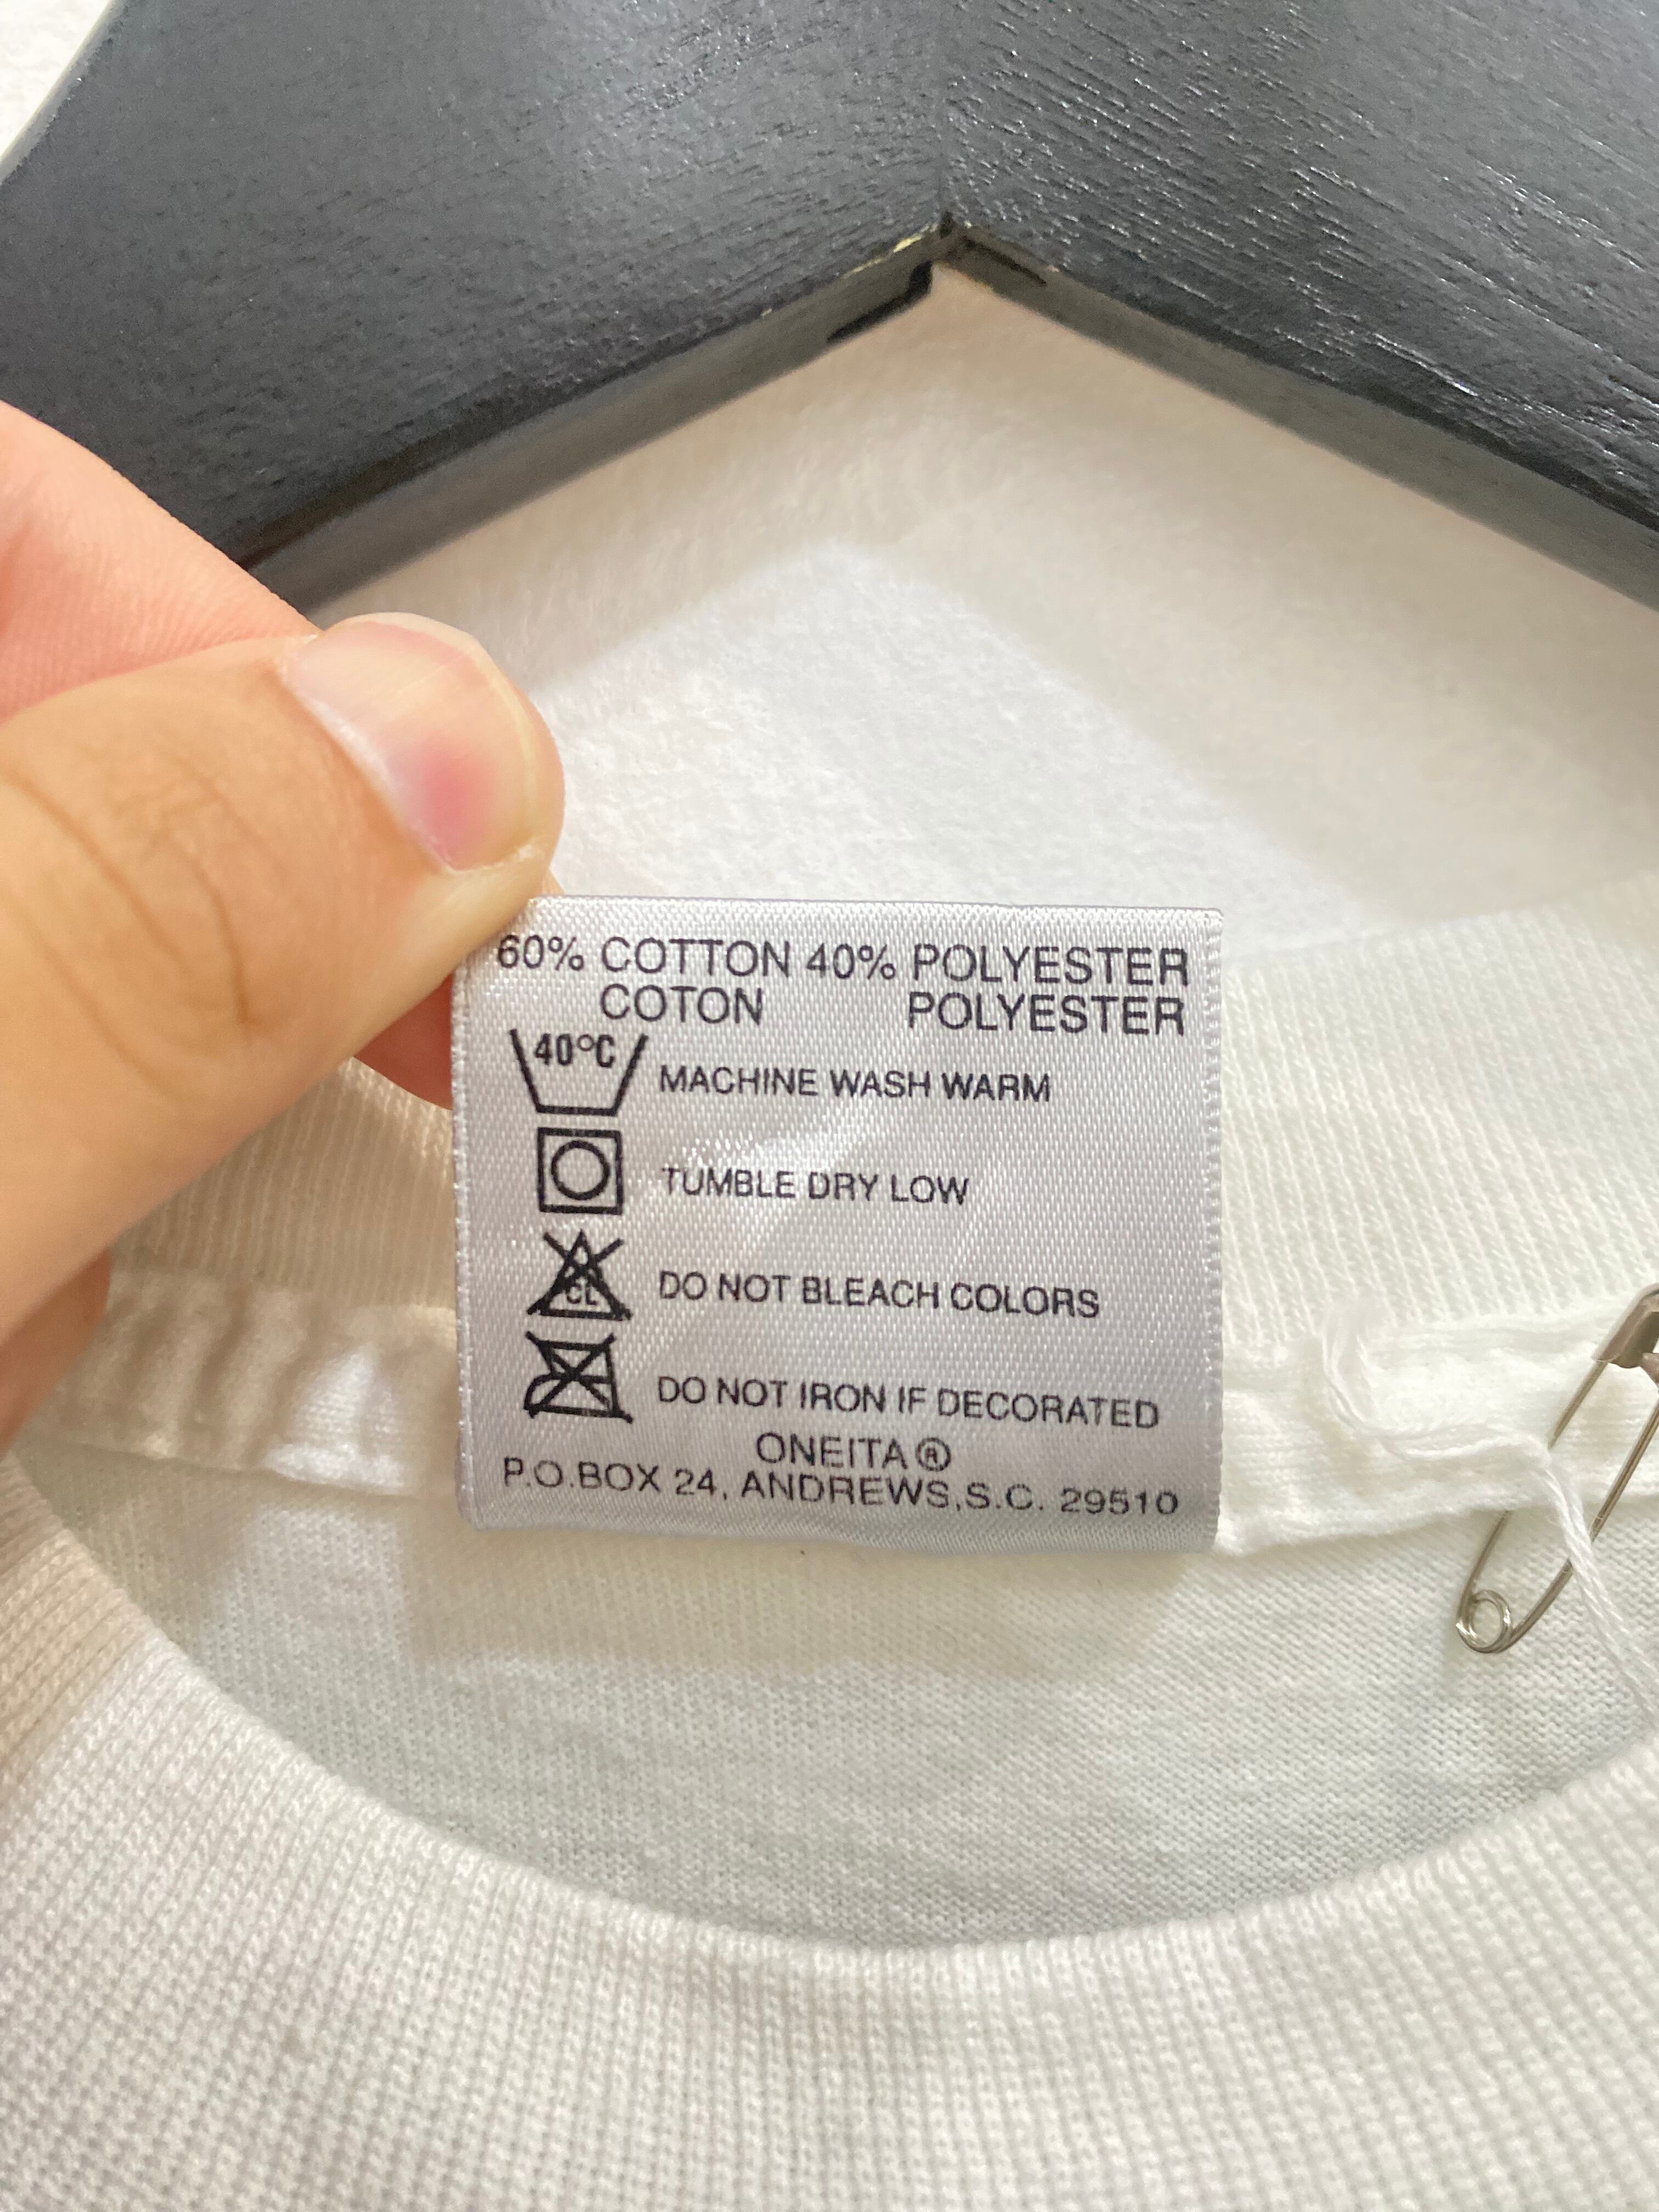 60% COTTON 40% POLYESTER
COTON POLYESTER
40°C MACHINE WASH WARM
TUMBLE DRY LOW
CL DO NOT BLEACH COLORS
DO NOT IRON IF DECORATED
ONEITA®
P.O.BOX 24, ANDREWS,S.C. 29510